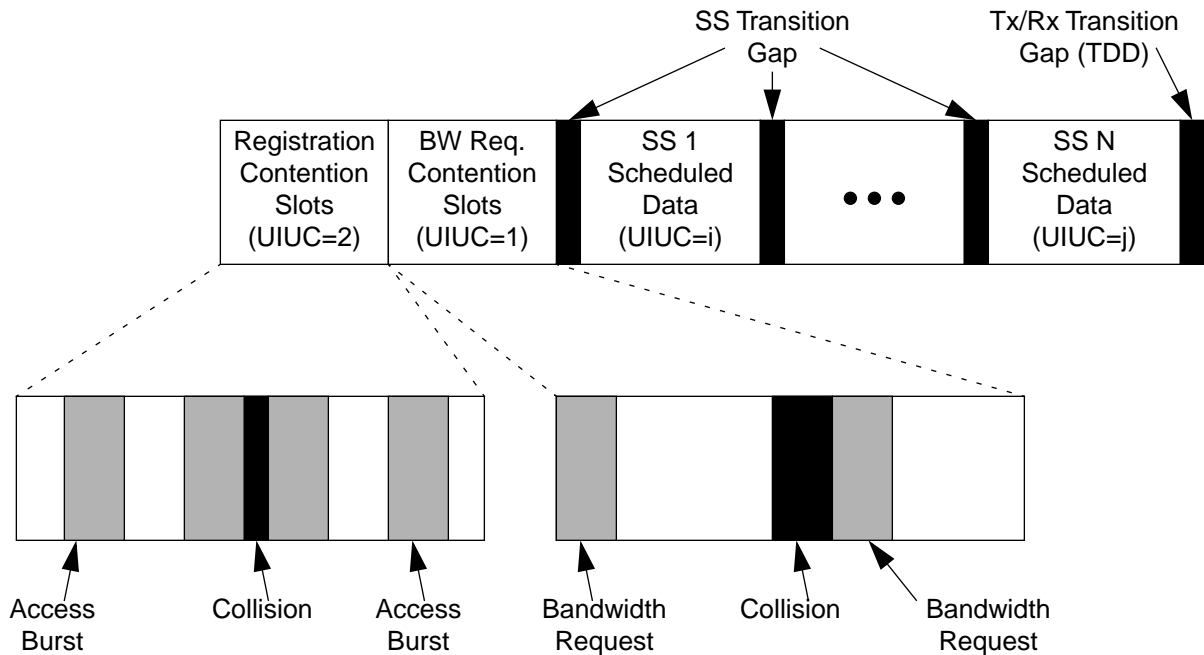 SS Transition
Gap
Tx/Rx Transition
Gap (TDD)
Registration
Contention
Slots
(UIUC=2)
BW Req.
Contention
Slots
(UIUC=1)
SS 1
Scheduled
Data
(UIUC=i)
SS N
Scheduled
Data
(UIUC=j)
Access
Burst
Collision
Access
Burst
Bandwidth
Request
Collision
Bandwidth
Request